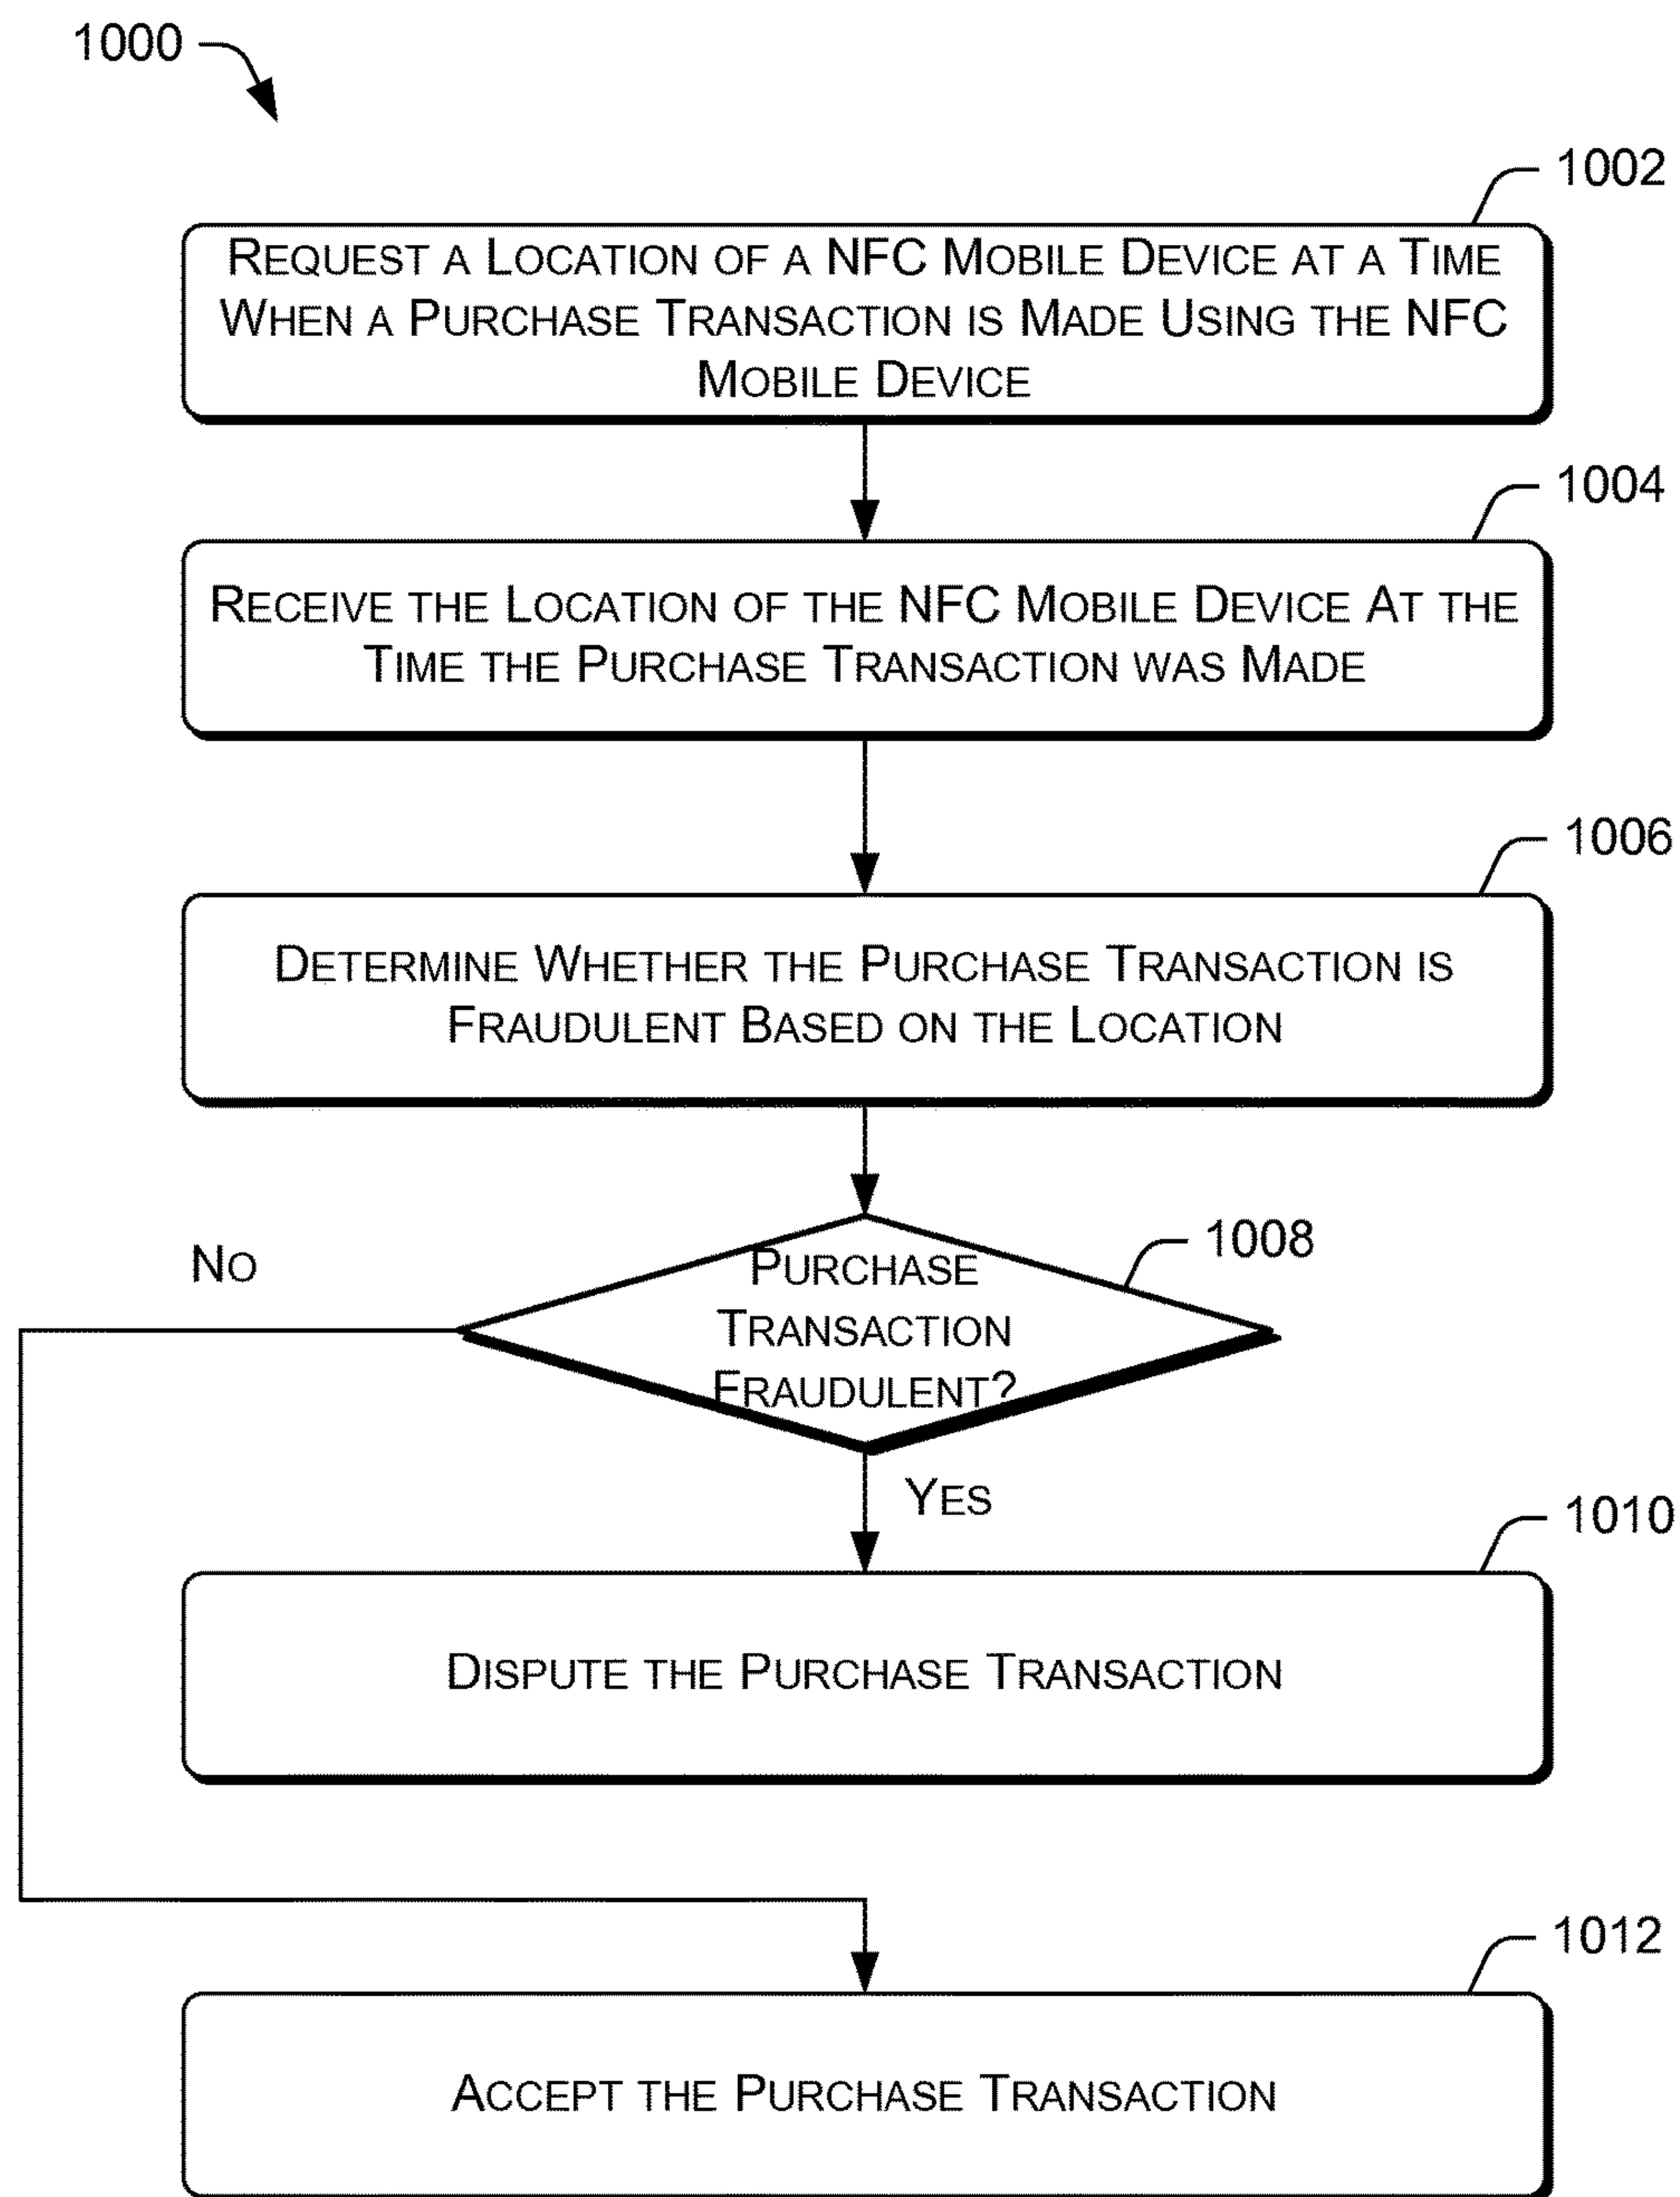 1000
1002
REQUEST A LOCATION OF A NFC MOBILE DEVICE AT A TIME
WHEN A PURCHASE TRANSACTION IS MADE USING THE NFC
MOBILE DEVICE
1004
RECEIVE THE LOCATION OF THE NFC MOBILE DEVICE AT THE
TIME THE PURCHASE TRANSACTION WAS MADE
1006
DETERMINE WHETHER THE PURCHASE TRANSACTION IS
FRAUDULENT BASED ON THE LOCATION
1008
NO
PURCHASE
TRANSACTION
FRAUDULENT?
YES
1010
DISPUTE THE PURCHASE TRANSACTION
1012
ACCEPT THE PURCHASE TRANSACTION